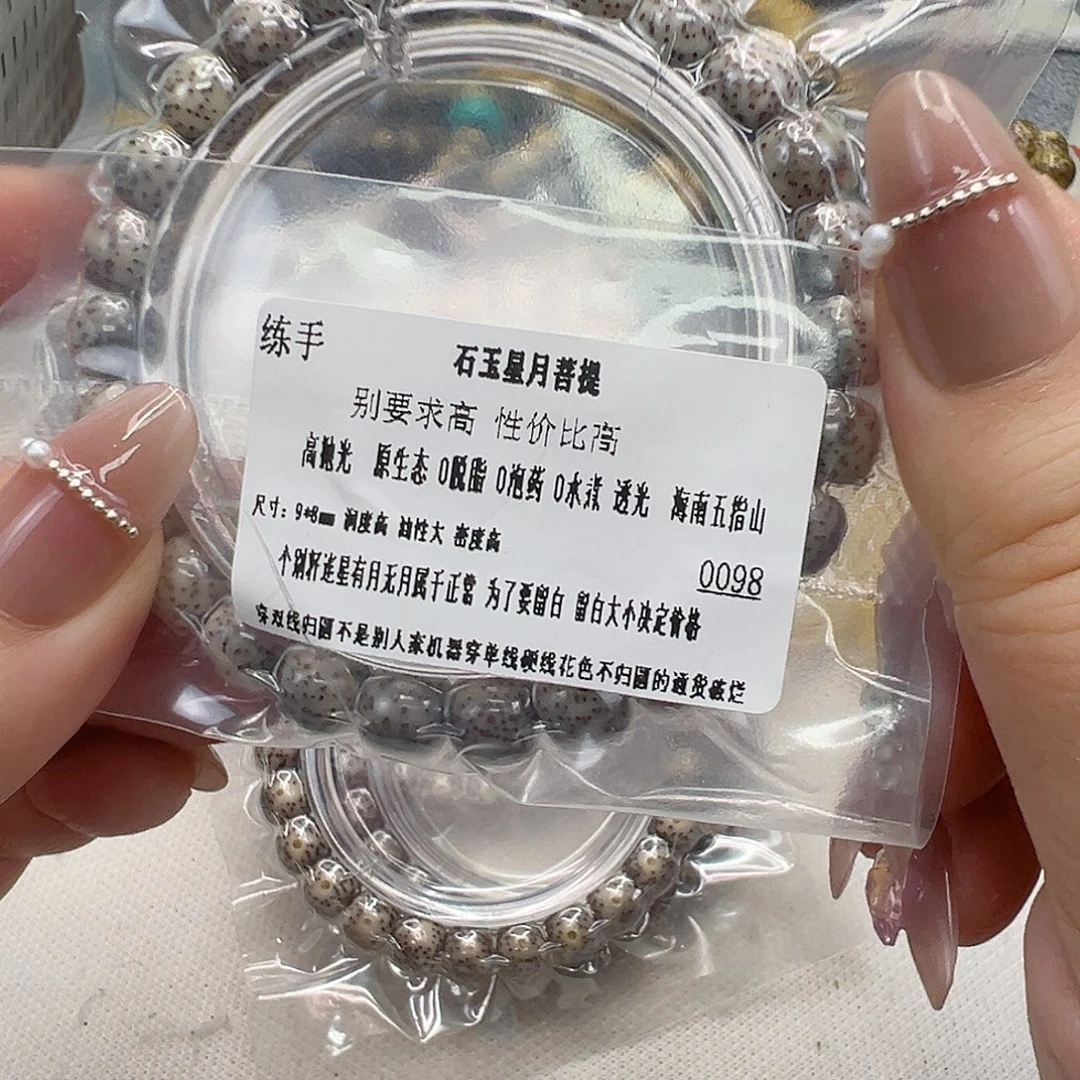 练手
石玉星月菩提
别要求高 性价比高
高抛光 原生态 0脱脂 0泡药 0水煮 透光 海南五指山
尺寸：9*8mm 润度高 油性大 密度高
0098
个别籽连星有月无月属于正常 为了要留白 留白大小决定价格
穿双线归圆不是别人家机器穿单线硬线花色不归圆的通货破烂